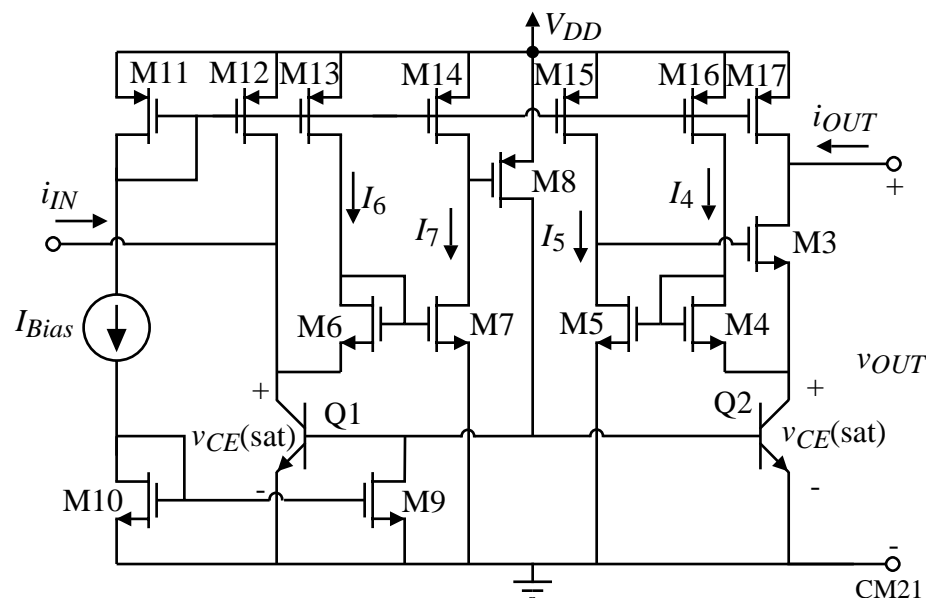 V_DD
M11 M12 M13 M14 M15 M16 M17
i_OUT
M8
+
i_IN
I_6
I_4
I_7
I_5
M3
I_Bias
M6
M7
M5
M4
v_OUT
+
+
Q1
Q2
v_CE(sat)
v_CE(sat)
-
-
M10
M9
-
CM21